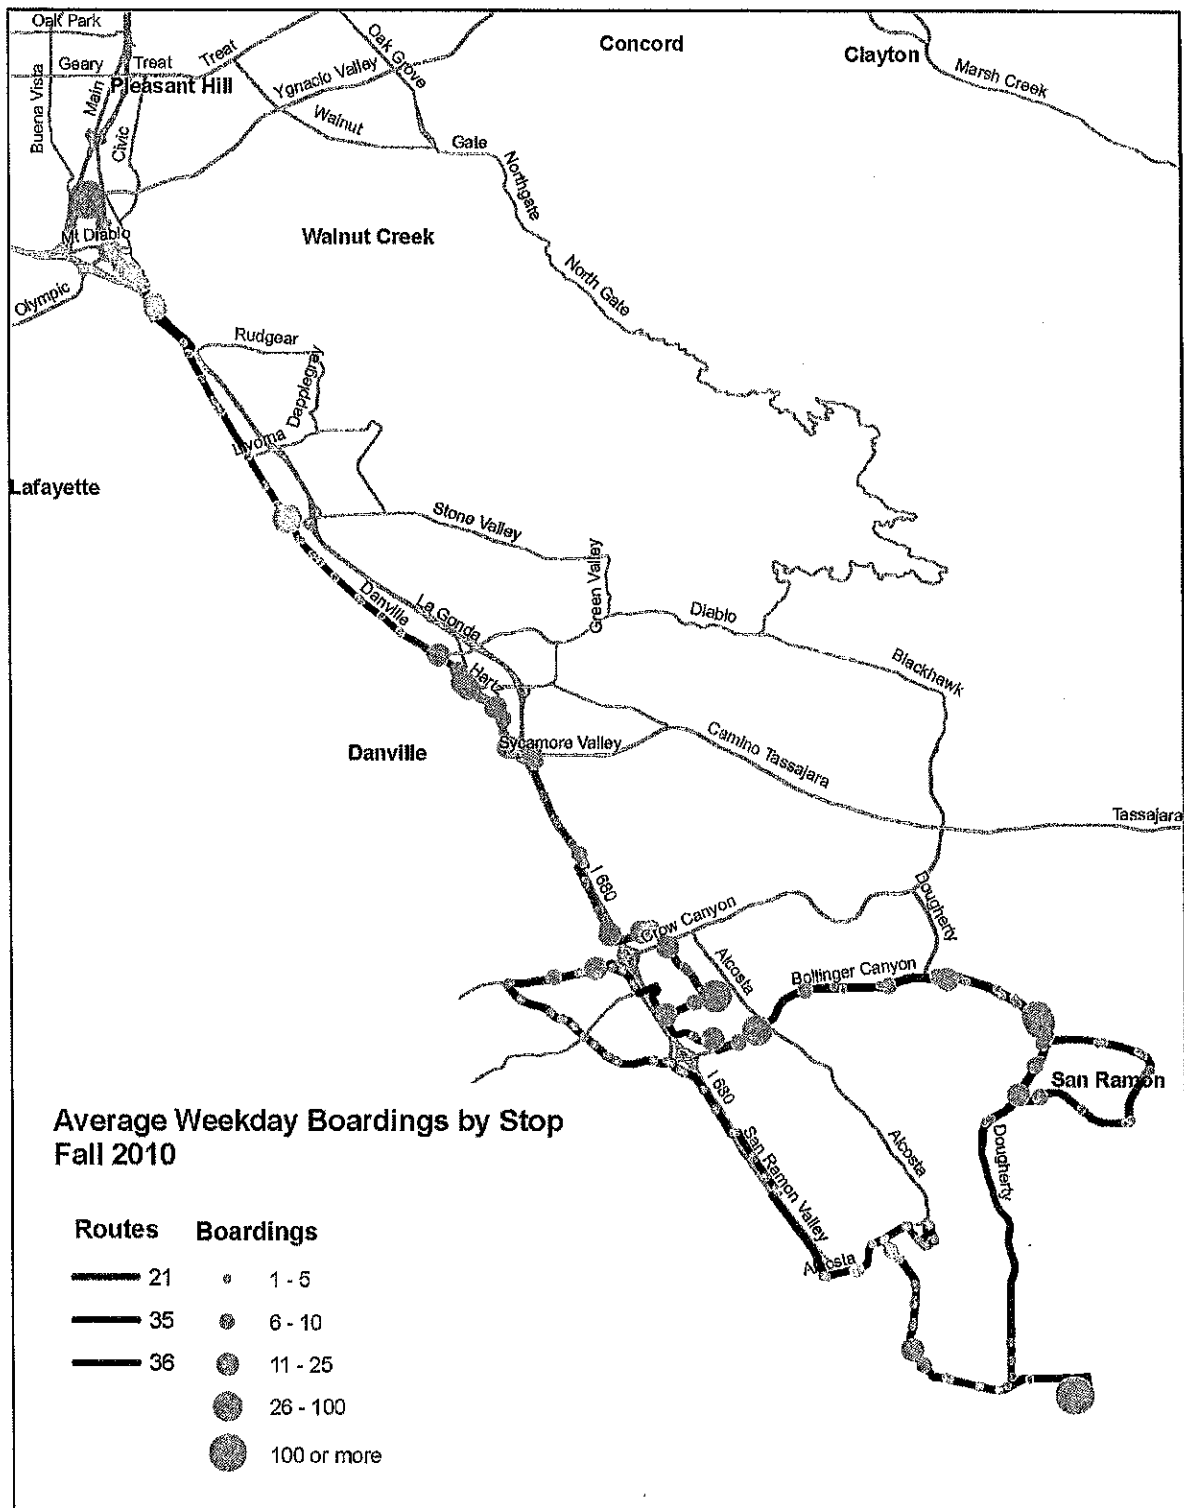 Oak Park
Oak Grove
Concord
Clayton
Geary
Treat
Treat
Pleasant Hill
Marsh Creek
Ygnacio Valley
Main
Buena Vista
Civic
Walnut
Gate
Northgate
Mt Diablo
Walnut Creek
North Gate
Olympic
Rudgear
Dapplegray
Livorna
Lafayette
Stone Valley
Green Valley
Danville
La Gonda
Diablo
Blackhawk
Hartz
Sycamore Valley
Danville
Camino Tassajara
Tassajara
I 680
Crow Canyon
Dougherty
Alcosta
Bollinger Canyon
San Ramon
I 680
Average Weekday Boardings by Stop
Fall 2010
San Ramon Valley
Alcosta
Dougherty
Alcosta
Routes Boardings
21 1 - 5
35 6 - 10
36 11 - 25
26 - 100
100 or more